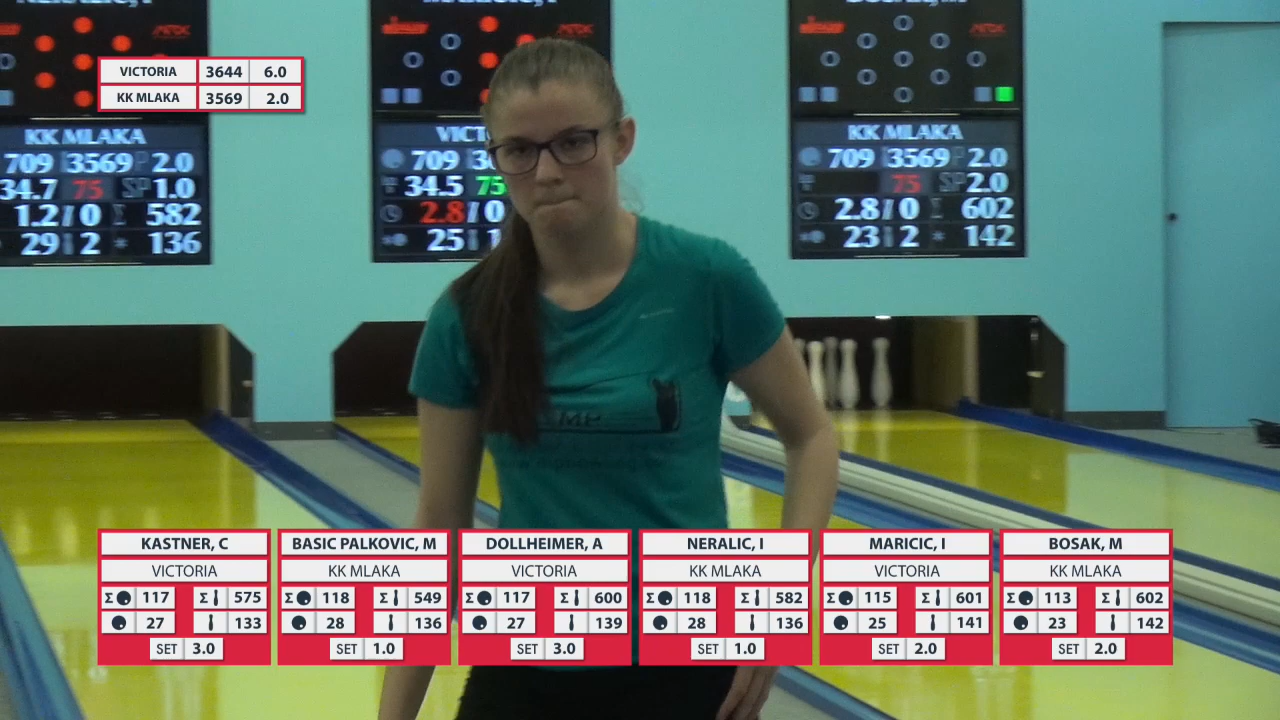 VICTORIA 3644 6.0
KK MLAKA 3569 2.0
KK MLAKA
709 3569 P 2.0
34.7 75 SP 1.0
1.2 / 0 Σ 582
29 2 * 136
709
34.5 75
2.8 / 0
25
KK MLAKA
709 3569 P 2.0
75 SP 2.0
2.8 / 0 Σ 602
23 2 * 142
KASTNER, C
VICTORIA
Σ 117 Σ 575
27 133
SET 3.0
BASIC PALKOVIC, M
KK MLAKA
Σ 118 Σ 549
28 136
SET 1.0
DOLLHEIMER, A
VICTORIA
Σ 117 Σ 600
27 139
SET 3.0
NERALIC, I
KK MLAKA
Σ 118 Σ 582
28 136
SET 1.0
MARICIC, I
VICTORIA
Σ 115 Σ 601
25 141
SET 2.0
BOSAK, M
KK MLAKA
Σ 113 Σ 602
23 142
SET 2.0